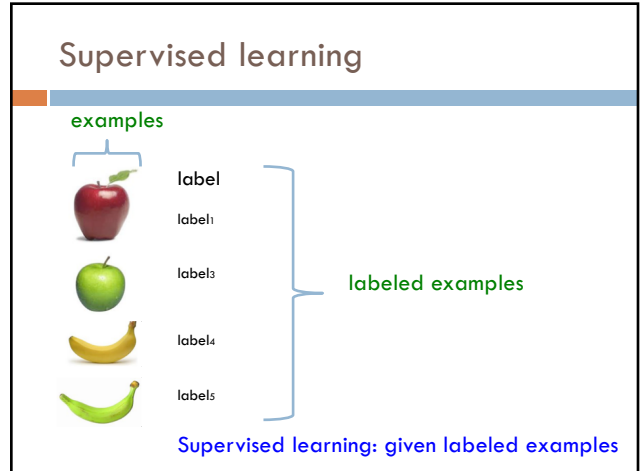 Supervised learning
examples
label
label₁
label₃
labeled examples
label₄
label₅
Supervised learning: given labeled examples